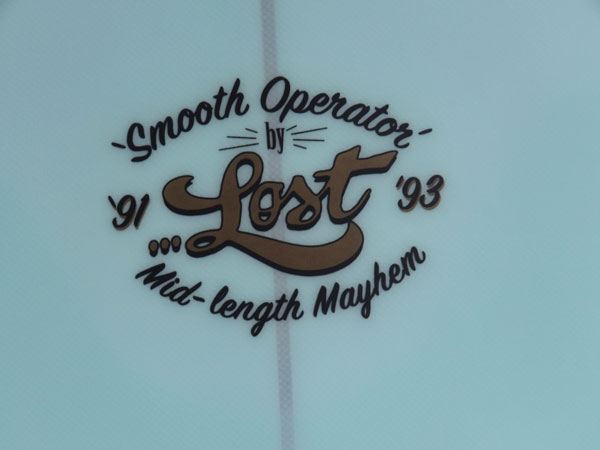 'Smooth Operator'
by
'91 ...Lost '93
Mid-length Mayhem